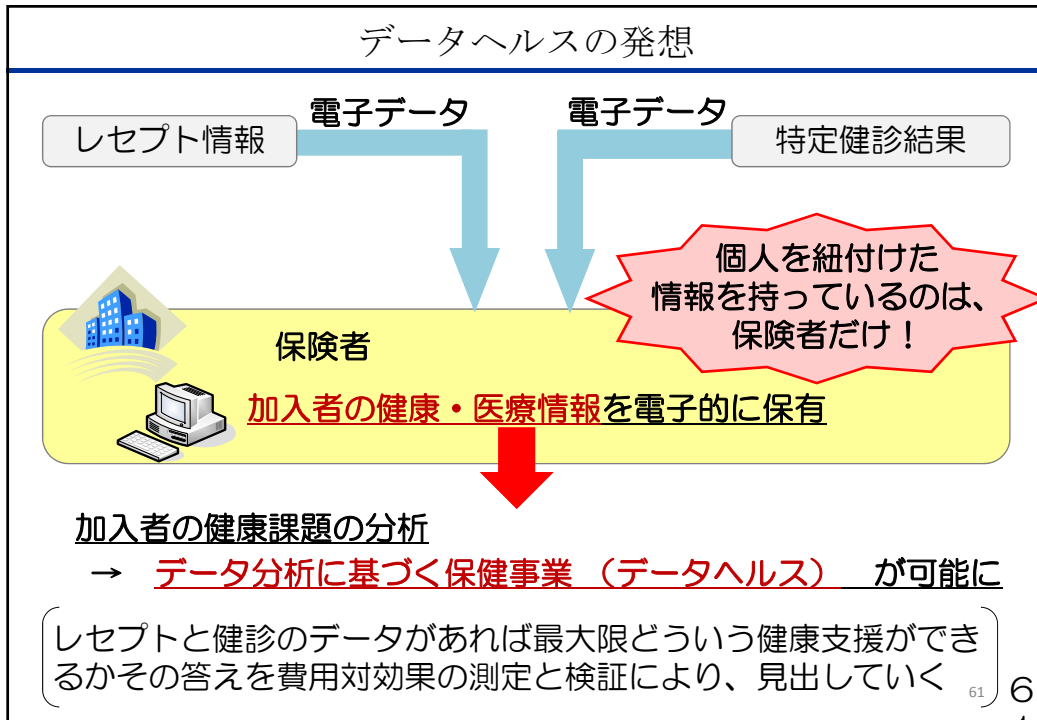 データヘルスの発想
電子データ
電子データ
レセプト情報
特定健診結果
個人を紐付けた
情報を持っているのは、
保険者だけ！
保険者
加入者の健康・医療情報を電子的に保有
加入者の健康課題の分析
→ データ分析に基づく保健事業 （データヘルス） が可能に
レセプトと健診のデータがあれば最大限どういう健康支援ができ
るかその答えを費用対効果の測定と検証により、見出していく
61
6